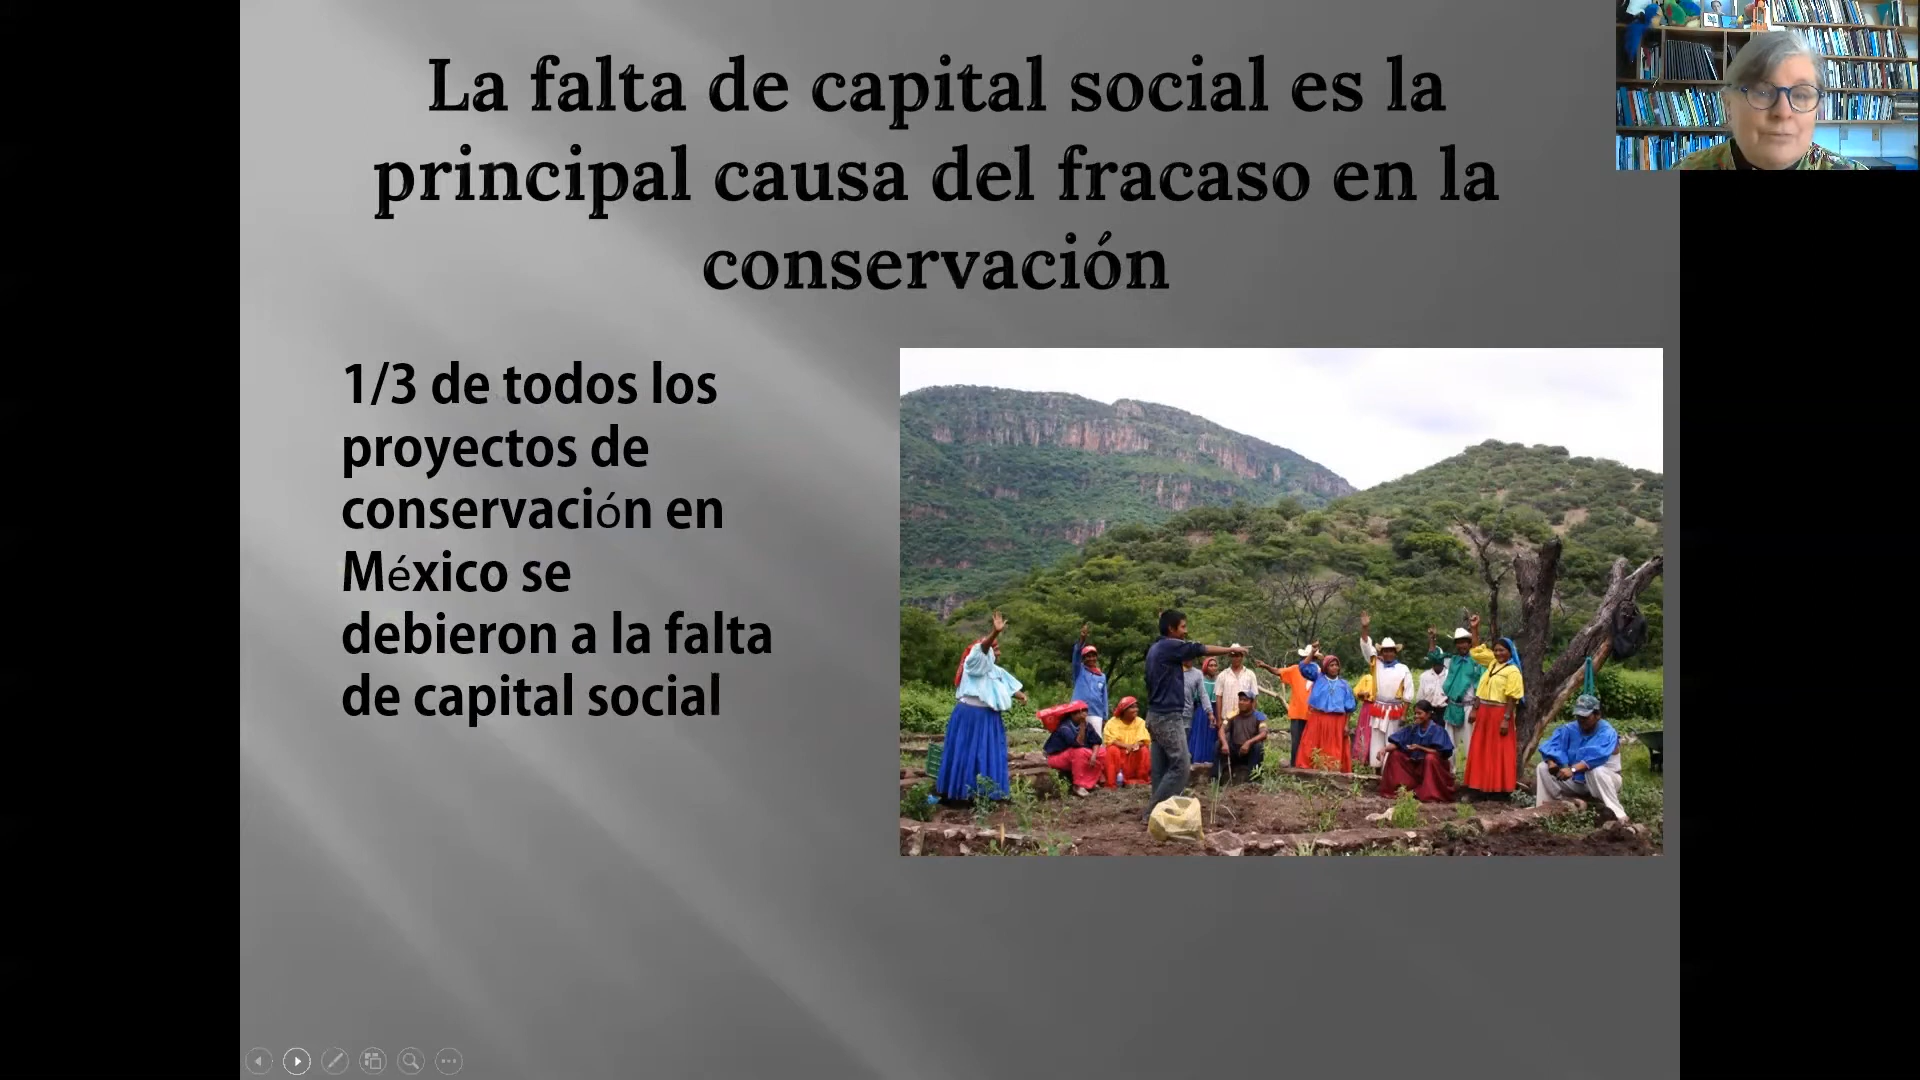 La falta de capital social es la
principal causa del fracaso en la
conservación
1/3 de todos los
proyectos de
conservación en
México se
debieron a la falta
de capital social